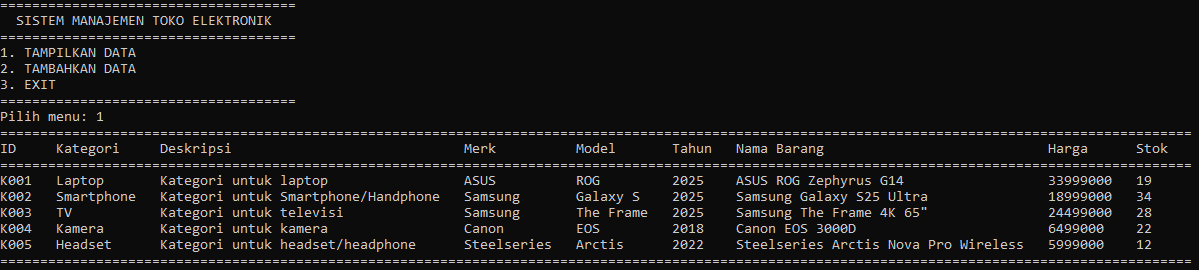 =====================================
SISTEM MANAJEMEN TOKO ELEKTRONIK
=====================================
1. TAMPILKAN DATA
2. TAMBAHKAN DATA
3. EXIT
=====================================
Pilih menu: 1
=====================================================================================================================================================
ID Kategori Deskripsi Merk Model Tahun Nama Barang Harga Stok
=====================================================================================================================================================
K001 Laptop Kategori untuk laptop ASUS ROG 2025 ASUS ROG Zephyrus G14 33999000 19
K002 Smartphone Kategori untuk Smartphone/Handphone Samsung Galaxy S 2025 Samsung Galaxy S25 Ultra 18999000 34
K003 TV Kategori untuk televisi Samsung The Frame 2025 Samsung The Frame 4K 65" 24499000 28
K004 Kamera Kategori untuk kamera Canon EOS 2018 Canon EOS 3000D 6499000 22
K005 Headset Kategori untuk headset/headphone Steelseries Arctis 2022 Steelseries Arctis Nova Pro Wireless 5999000 12
=====================================================================================================================================================